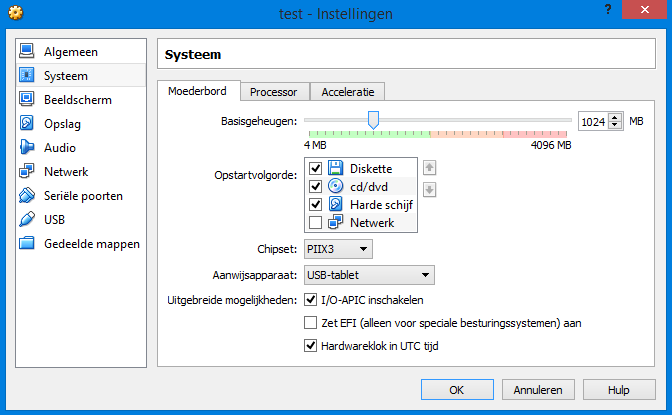 test - Instellingen
?
Algemeen
Systeem
Beeldscherm
Opslag
Audio
Netwerk
Seriële poorten
USB
Gedeelde mappen
Systeem
Moederbord
Processor
Acceleratie
Basisgeheugen:
1024 MB
4 MB
4096 MB
Opstartvolgorde:
Diskette
cd/dvd
Harde schijf
Netwerk
Chipset: PIIX3
Aanwijsapparaat: USB-tablet
Uitgebreide mogelijkheden: I/O-APIC inschakelen
Zet EFI (alleen voor speciale besturingssystemen) aan
Hardwareklok in UTC tijd
OK
Annuleren
Hulp